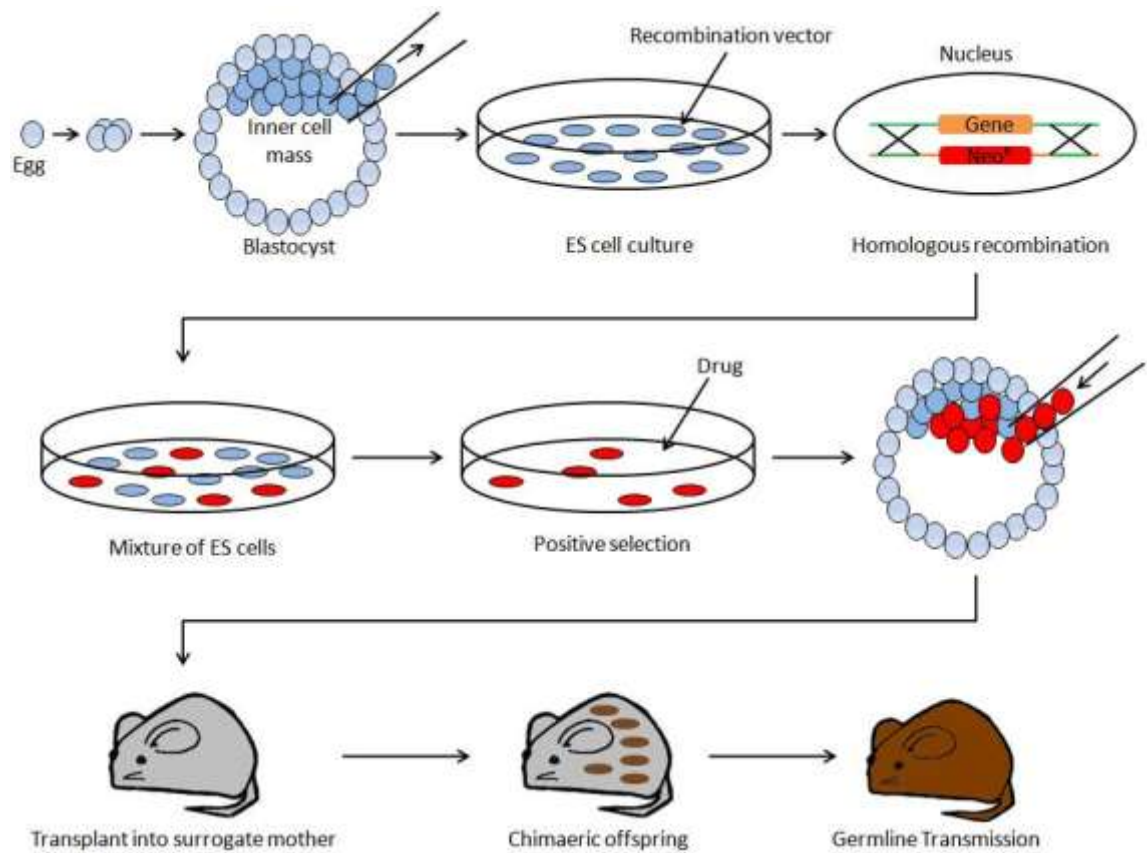 Recombination vector
Nucleus
Egg
Inner cell
mass
Gene
Neo^R
Blastocyst
ES cell culture
Homologous recombination
Drug
Mixture of ES cells
Positive selection
Transplant into surrogate mother
Chimaeric offspring
Germline Transmission